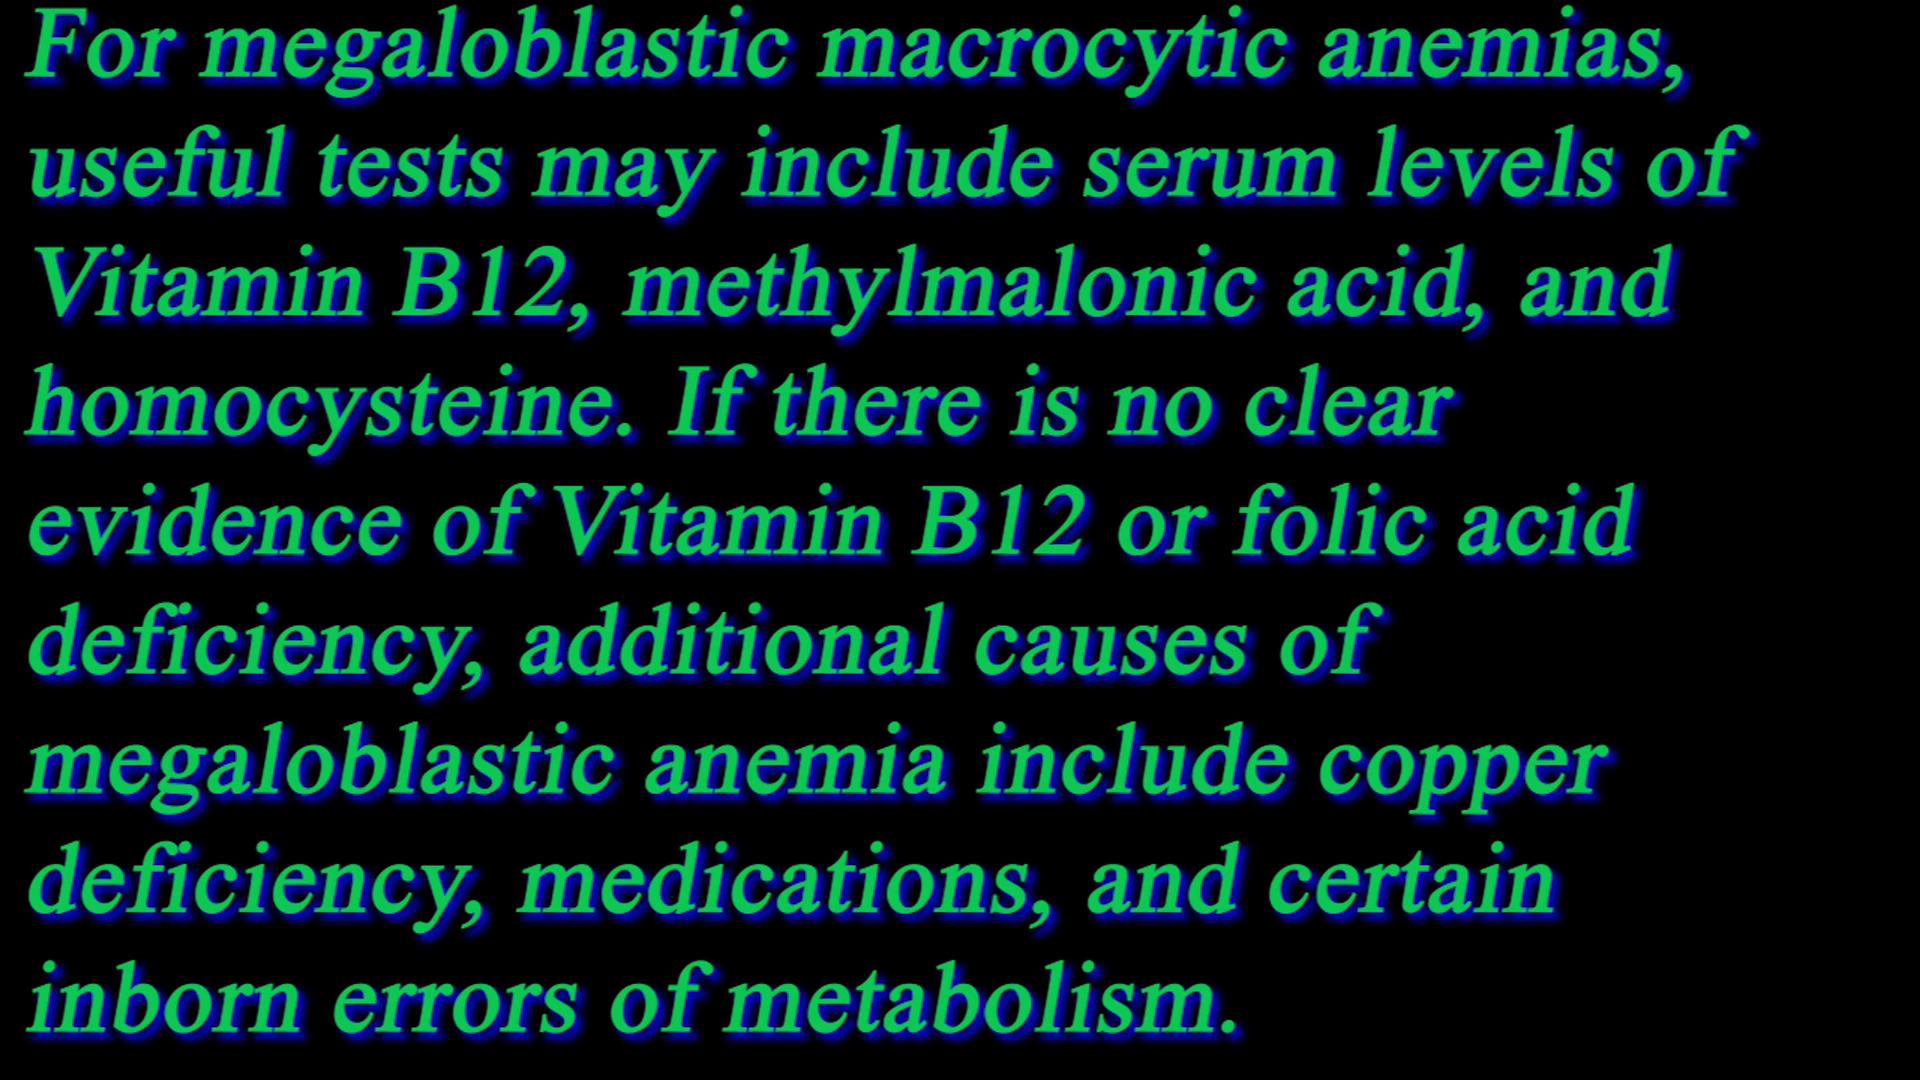 For megaloblastic macrocytic anemias,
useful tests may include serum levels of
Vitamin B12, methylmalonic acid, and
homocysteine. If there is no clear
evidence of Vitamin B12 or folic acid
deficiency, additional causes of
megaloblastic anemia include copper
deficiency, medications, and certain
inborn errors of metabolism.